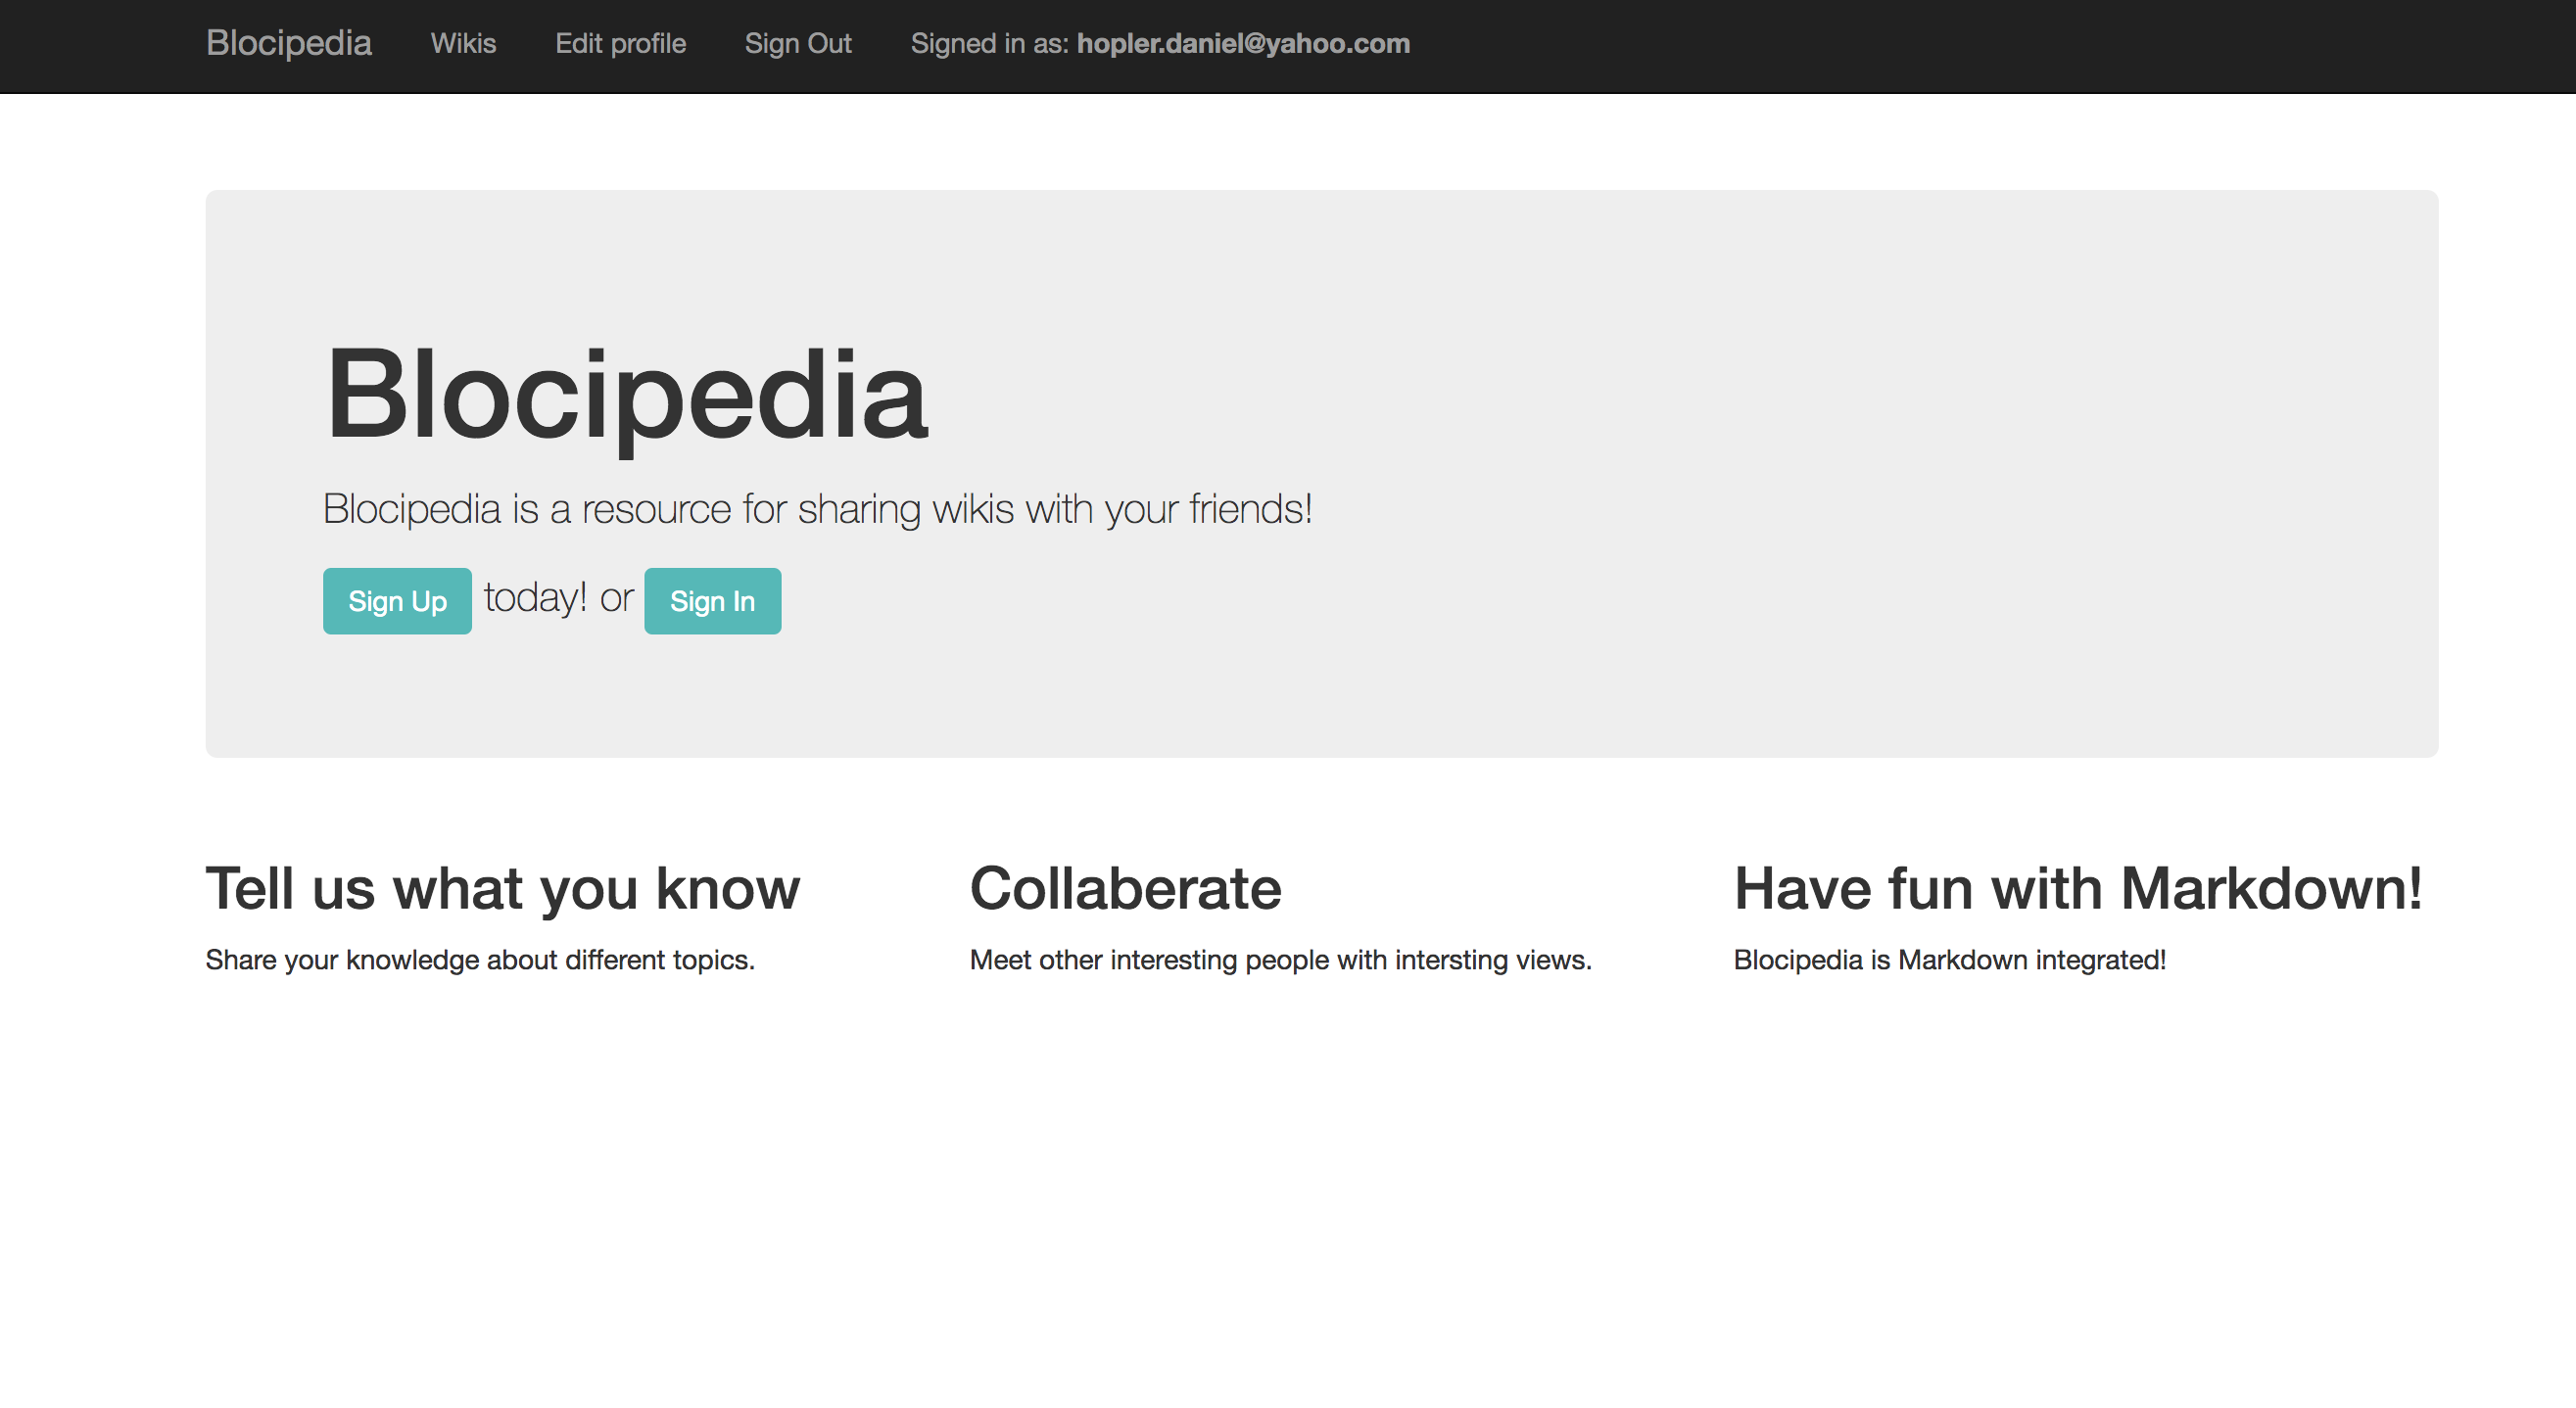 Blocipedia Wikis Edit profile Sign Out Signed in as: hopler.daniel@yahoo.com
Blocipedia
Blocipedia is a resource for sharing wikis with your friends!
Sign Up today! or Sign In
Tell us what you know
Share your knowledge about different topics.
Collaberate
Meet other interesting people with intersting views.
Have fun with Markdown!
Blocipedia is Markdown integrated!